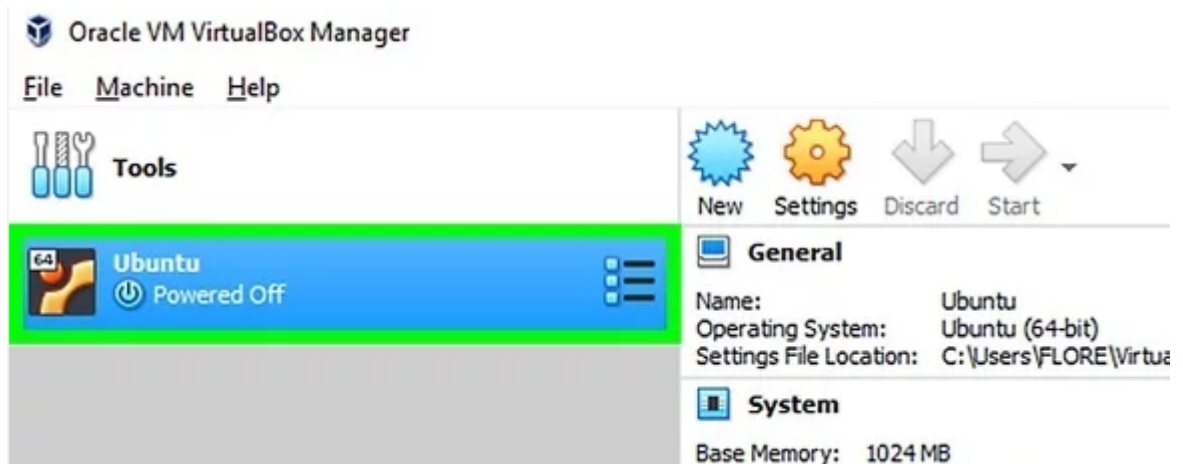 Oracle VM VirtualBox Manager
File Machine Help
Tools
New Settings Discard Start
64
Ubuntu
Powered Off
General
Name: Ubuntu
Operating System: Ubuntu (64-bit)
Settings File Location: C:\Users\FLORE\Virtua
System
Base Memory: 1024 MB